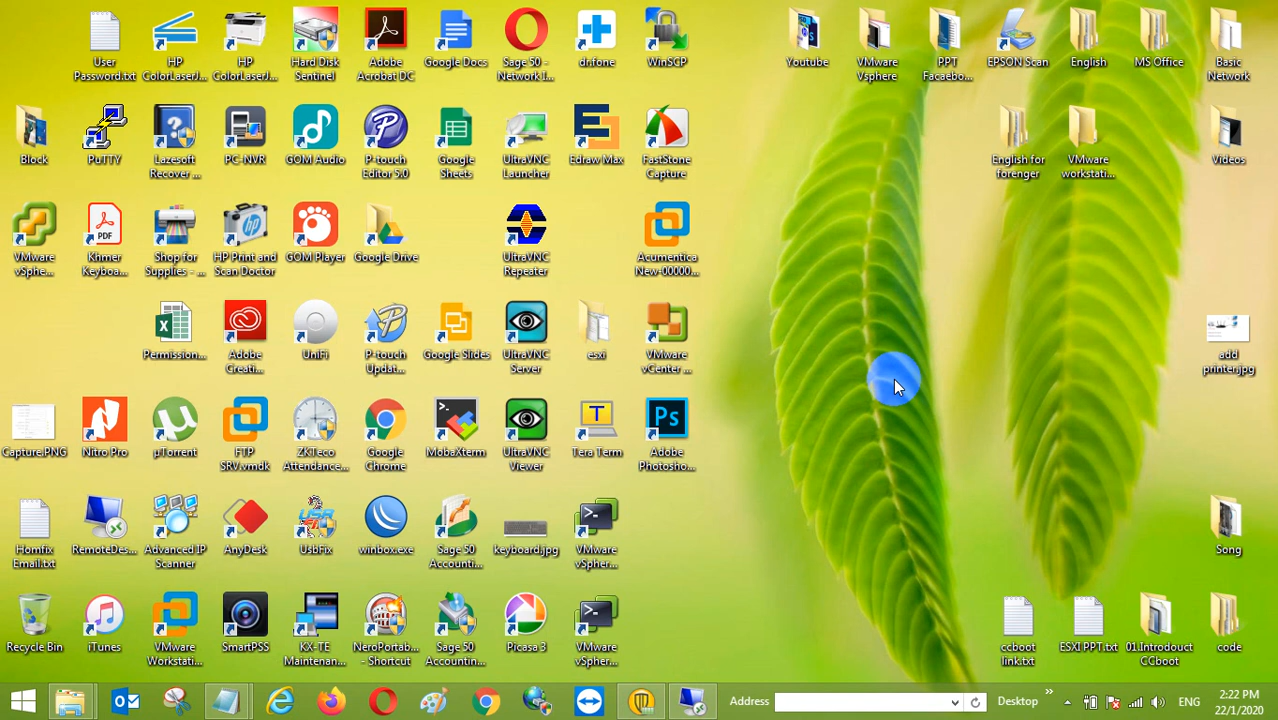 User
Password.txt
HP
ColorLaserJ...
HP
ColorLaserJ...
Hard Disk
Sentinel
Adobe
Acrobat DC
Google Docs
Sage 50 -
Network I...
dr.fone
WinSCP
Youtube
VMware
Vsphere
PPT
Facaebo...
EPSON Scan
English
MS Office
Basic
Network
Block
PuTTY
Lazesoft
Recover ...
PC-NVR
GOM Audio
P-touch
Editor 5.0
Google
Sheets
UltraVNC
Launcher
Edraw Max
FastStone
Capture
English for
forenger
VMware
workstati...
Videos
VMware
vSphe...
PDF
Khmer
Keyboa...
Shop for
Supplies - ...
HP Print and
Scan Doctor
GOM Player
Google Drive
UltraVNC
Repeater
Acumentica
New-00000...
Permission...
Adobe
Creati...
UniFi
P-touch
Updat...
Google Slides
UltraVNC
Server
esxi
VMware
vCenter ...
add
printer.jpg
Capture.PNG
Nitro Pro
µTorrent
FTP
SRV.vmdk
ZKTeco
Attendance...
Google
Chrome
MobaXterm
UltraVNC
Viewer
Tera Term
Ps
Adobe
Photosho...
Homfix
Email.txt
RemoteDes...
Advanced IP
Scanner
AnyDesk
UsbFix
winbox.exe
Sage 50
Accounti...
keyboard.jpg
VMware
vSpher...
Song
Recycle Bin
iTunes
VMware
Workstati...
SmartPSS
KX-TE
Maintenan...
NeroPortab...
- Shortcut
Sage 50
Accountin...
Picasa 3
VMware
vSpher...
ccboot
link.txt
ESXI PPT.txt
01.Introdouct
CCboot
code
Address
Desktop
ENG
2:22 PM
22/1/2020